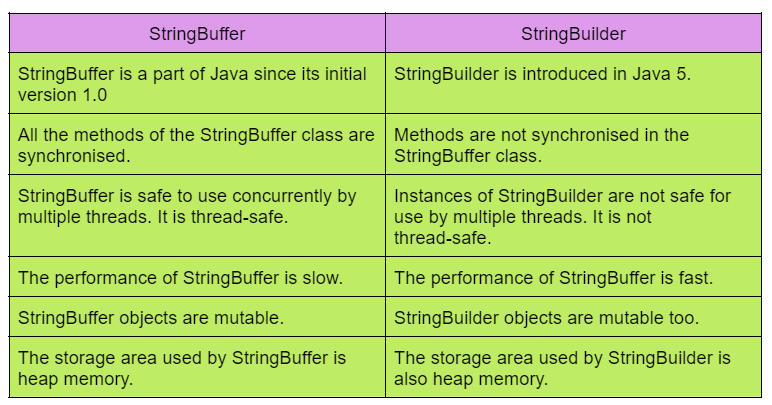 StringBuffer
StringBuilder
StringBuffer is a part of Java since its initial
version 1.0
StringBuilder is introduced in Java 5.
All the methods of the StringBuffer class are
synchronised.
Methods are not synchronised in the
StringBuffer class.
StringBuffer is safe to use concurrently by
multiple threads. It is thread-safe.
Instances of StringBuilder are not safe for
use by multiple threads. It is not
thread-safe.
The performance of StringBuffer is slow.
The performance of StringBuffer is fast.
StringBuffer objects are mutable.
StringBuilder objects are mutable too.
The storage area used by StringBuffer is
heap memory.
The storage area used by StringBuilder is
also heap memory.